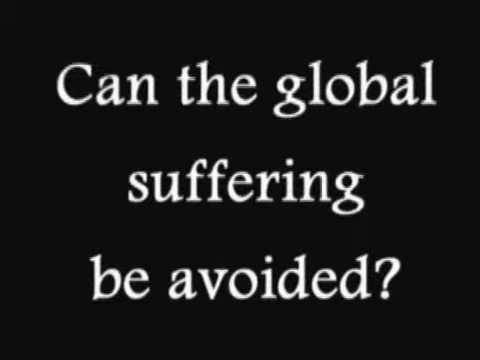 Can the global
suffering
be avoided?